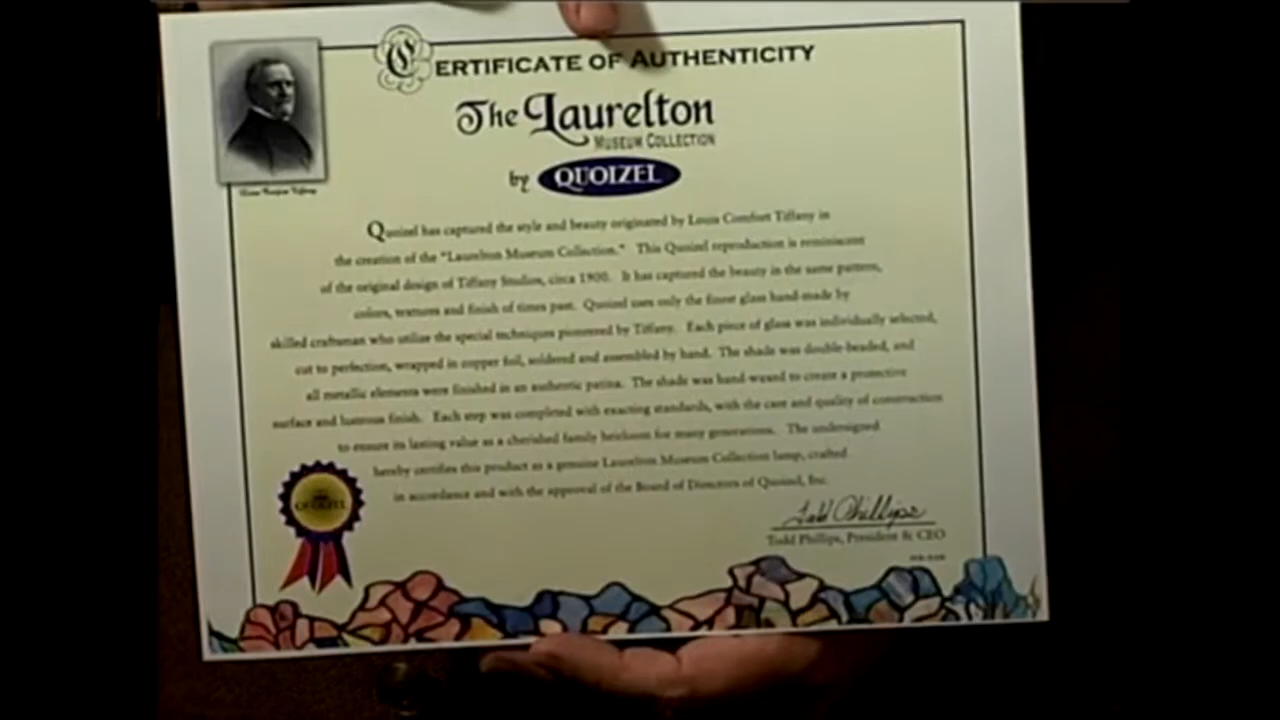 CERTIFICATE OF AUTHENTICITY
The Laurelton
MUSEUM COLLECTION
by QUOIZEL
Louis Comfort Tiffany
Quoizel has captured the style and beauty originated by Louis Comfort Tiffany in
the creation of the "Laurelton Museum Collection." This Quoizel reproduction is reminiscent
of the original design of Tiffany Studios, circa 1900. It has captured the beauty in the same pattern,
colors, textures and finish of times past. Quoizel uses only the finest glass hand-made by
skilled craftsman who utilize the special techniques pioneered by Tiffany. Each piece of glass was individually selected,
cut to perfection, wrapped in copper foil, soldered and assembled by hand. The shade was double-beaded, and
all metallic elements were finished in an authentic patina. The shade was hand-waxed to create a protective
surface and lustrous finish. Each step was completed with exacting standards, with the care and quality of construction
to ensure its lasting value as a cherished family heirloom for many generations. The undersigned
hereby certifies this product as a genuine Laurelton Museum Collection lamp, crafted
in accordance and with the approval of the Board of Directors of Quoizel, Inc.
Todd Phillips
Todd Phillips, President & CEO